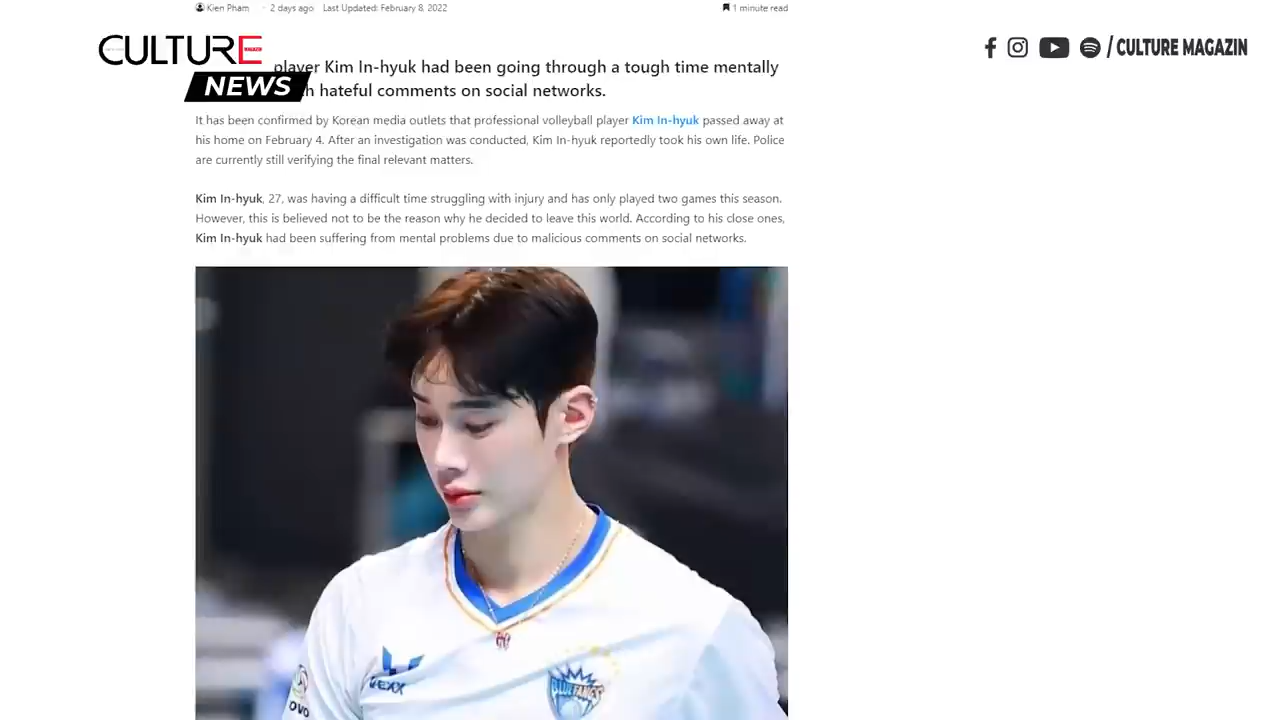 Kien Pham 2 days ago Last Updated: February 8, 2022 1 minute read
CULTURE
NEWS
/ CULTURE MAGAZIN
player Kim In-hyuk had been going through a tough time mentally
hateful comments on social networks.
It has been confirmed by Korean media outlets that professional volleyball player Kim In-hyuk passed away at
his home on February 4. After an investigation was conducted, Kim In-hyuk reportedly took his own life. Police
are currently still verifying the final relevant matters.
Kim In-hyuk, 27, was having a difficult time struggling with injury and has only played two games this season.
However, this is believed not to be the reason why he decided to leave this world. According to his close ones,
Kim In-hyuk had been suffering from mental problems due to malicious comments on social networks.
VEXX
BLUEFANGS
OVO